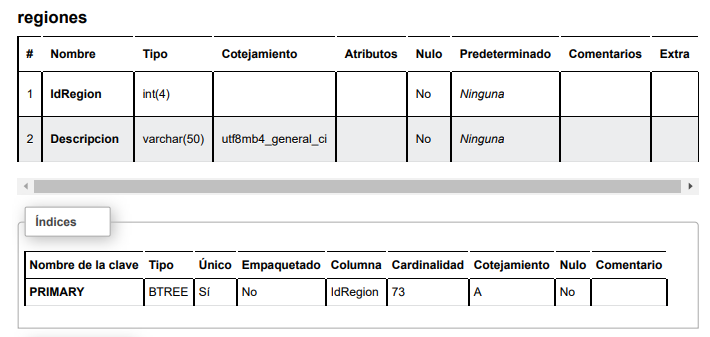 regiones
# Nombre Tipo Cotejamiento Atributos Nulo Predeterminado Comentarios Extra
1 IdRegion int(4) No Ninguna
2 Descripcion varchar(50) utf8mb4_general_ci No Ninguna
Índices
Nombre de la clave Tipo Único Empaquetado Columna Cardinalidad Cotejamiento Nulo Comentario
PRIMARY BTREE Sí No IdRegion 73 A No